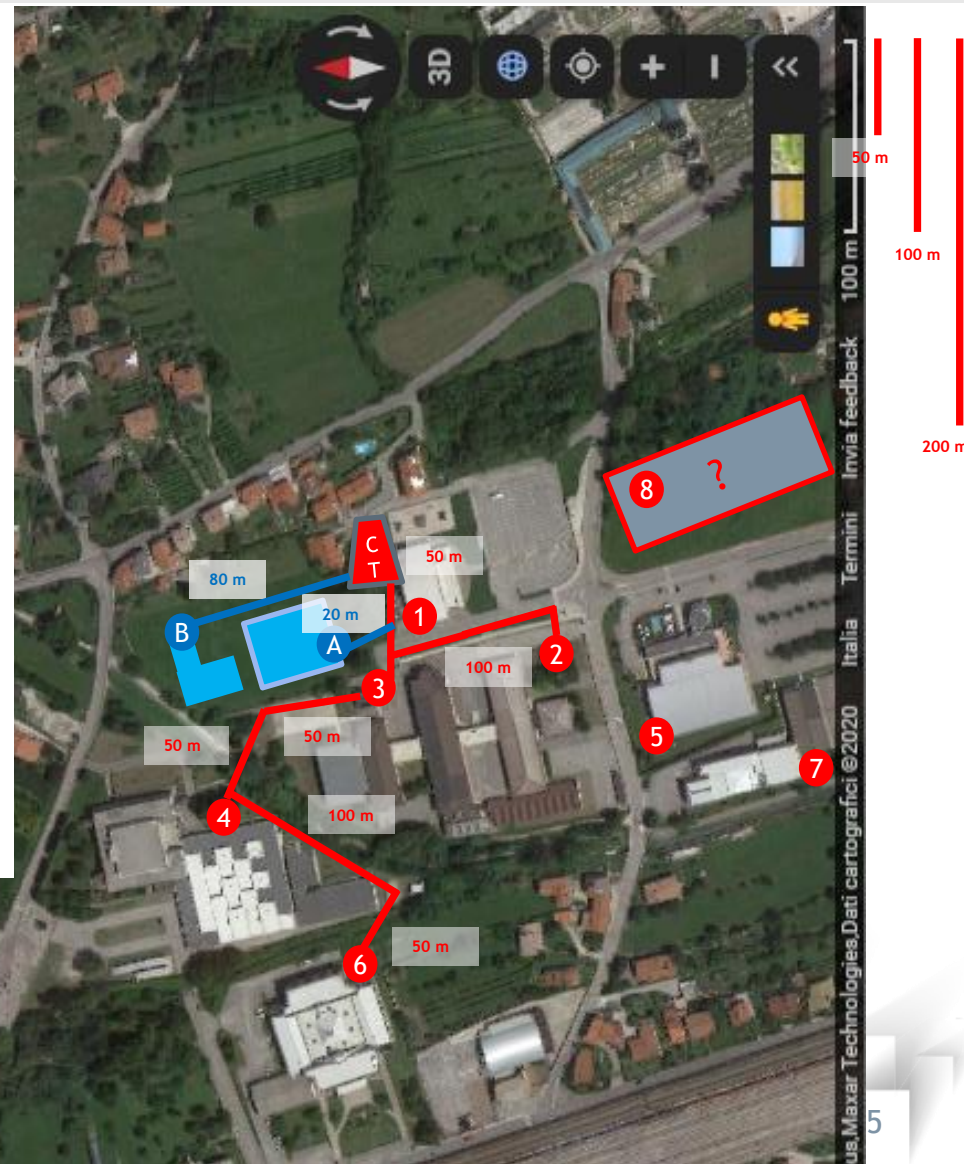 3D
50 m
100 m
100 m
200 m
Invia feedback
Termini
Italia
us,Maxar Technologies,Dati cartografici ©2020
8
?
C
T
50 m
80 m
20 m
1
B
A
2
100 m
3
50 m
50 m
5
7
100 m
4
50 m
6
5